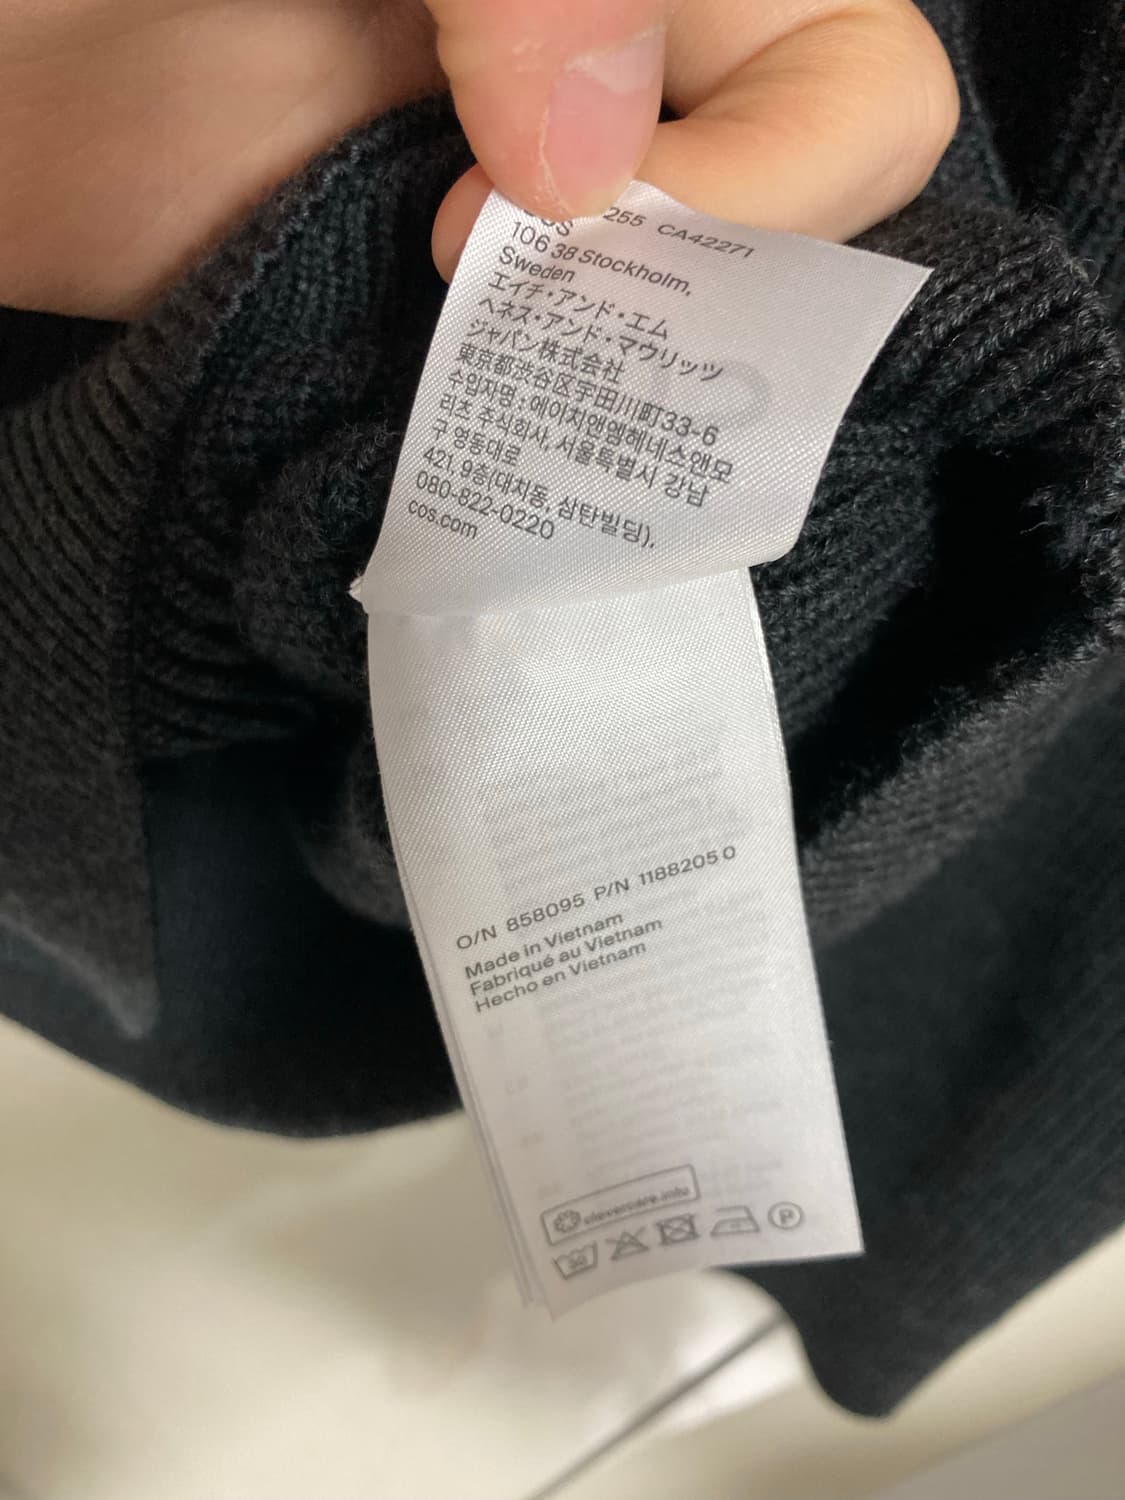 255 CA42271
COS
106 38 Stockholm,
Sweden
エイチ・アンド・エム
ヘネス・アンド・マウリッツ
ジャパン株式会社
東京都渋谷区宇田川町33-6
수입자명 : 에이치앤엠헤네스앤모
리츠 주식회사, 서울특별시 강남
구 영동대로
421, 9층(대치동, 삼탄빌딩),
080-822-0220
cos.com
O/N 858095 P/N 1188205 0
Made in Vietnam
Fabriqué au Vietnam
Hecho en Vietnam
clevercare.info
30
P